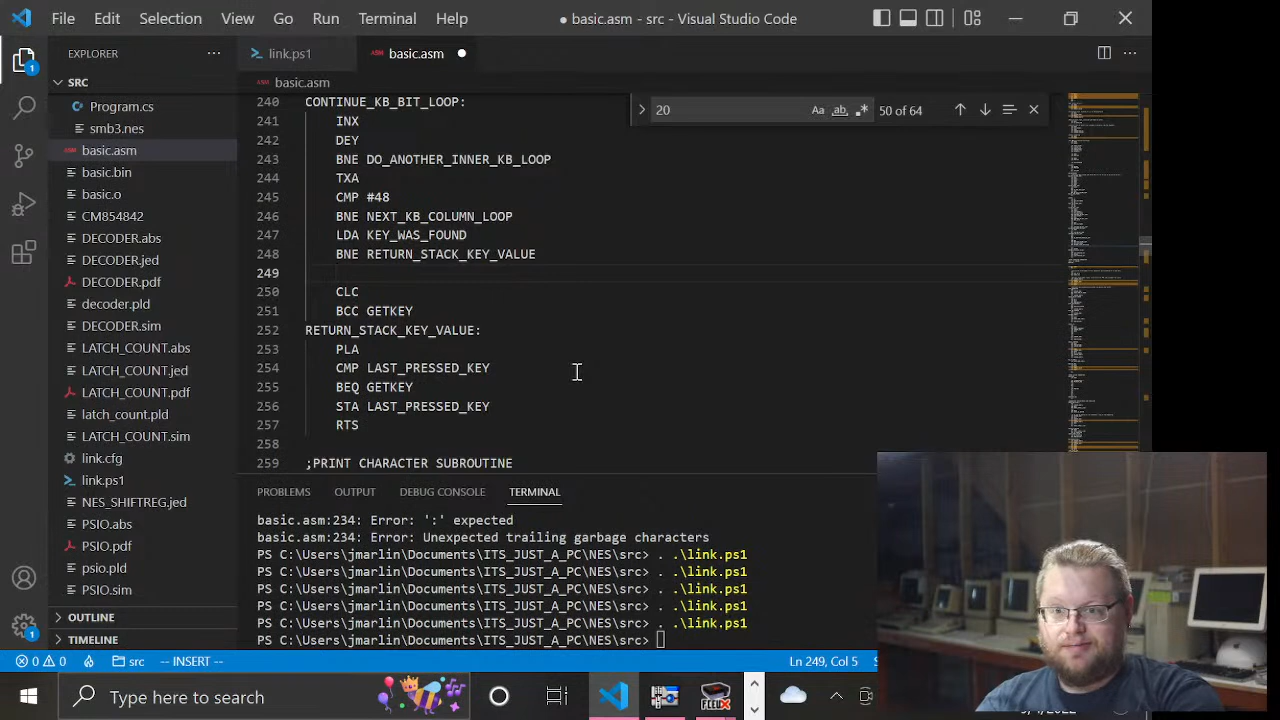 File Edit Selection View Go Run Terminal Help
● basic.asm - src - Visual Studio Code
EXPLORER ...
link.ps1
ASM basic.asm ●
SRC
ASM basic.asm
Program.cs
smb3.nes
basic.asm
basic.bin
basic.o
CM854842
DECODER.abs
DECODER.jed
DECODER.pdf
decoder.pld
DECODER.sim
LATCH_COUNT.abs
LATCH_COUNT.jed
LATCH_COUNT.pdf
latch_count.pld
LATCH_COUNT.sim
link.cfg
link.ps1
NES_SHIFTREG.jed
PSIO.abs
PSIO.pdf
psio.pld
PSIO.sim
OUTLINE
TIMELINE
20 Aa ab .* 50 of 64
240 CONTINUE_KB_BIT_LOOP:
241 INX
242 DEY
243 BNE DO_ANOTHER_INNER_KB_LOOP
244 TXA
245 CMP #48
246 BNE NEXT_KB_COLUMN_LOOP
247 LDA KEY_WAS_FOUND
248 BNE RETURN_STACK_KEY_VALUE
249
250 CLC
251 BCC GETKEY
252 RETURN_STACK_KEY_VALUE:
253 PLA
254 CMP LAST_PRESSED_KEY
255 BEQ GETKEY
256 STA LAST_PRESSED_KEY
257 RTS
258
259 ;PRINT CHARACTER SUBROUTINE
PROBLEMS OUTPUT DEBUG CONSOLE TERMINAL
basic.asm:234: Error: ':' expected
basic.asm:234: Error: Unexpected trailing garbage characters
PS C:\Users\jmarlin\Documents\ITS_JUST_A_PC\NES\src> . .\link.ps1
PS C:\Users\jmarlin\Documents\ITS_JUST_A_PC\NES\src> . .\link.ps1
PS C:\Users\jmarlin\Documents\ITS_JUST_A_PC\NES\src> . .\link.ps1
PS C:\Users\jmarlin\Documents\ITS_JUST_A_PC\NES\src> . .\link.ps1
PS C:\Users\jmarlin\Documents\ITS_JUST_A_PC\NES\src> . .\link.ps1
PS C:\Users\jmarlin\Documents\ITS_JUST_A_PC\NES\src>
1
1
0 0 src -- INSERT -- Ln 249, Col 5
Type here to search
FCEUX